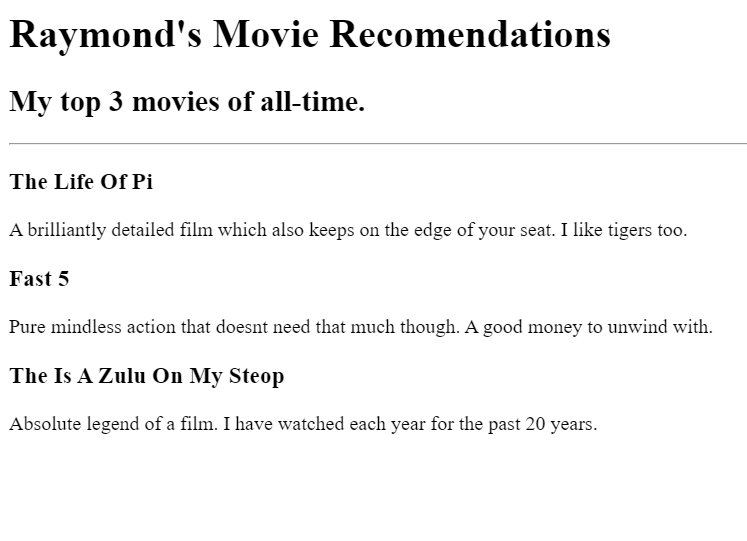 Raymond's Movie Recomendations
My top 3 movies of all-time.
The Life Of Pi
A brilliantly detailed film which also keeps on the edge of your seat. I like tigers too.
Fast 5
Pure mindless action that doesnt need that much though. A good money to unwind with.
The Is A Zulu On My Steop
Absolute legend of a film. I have watched each year for the past 20 years.